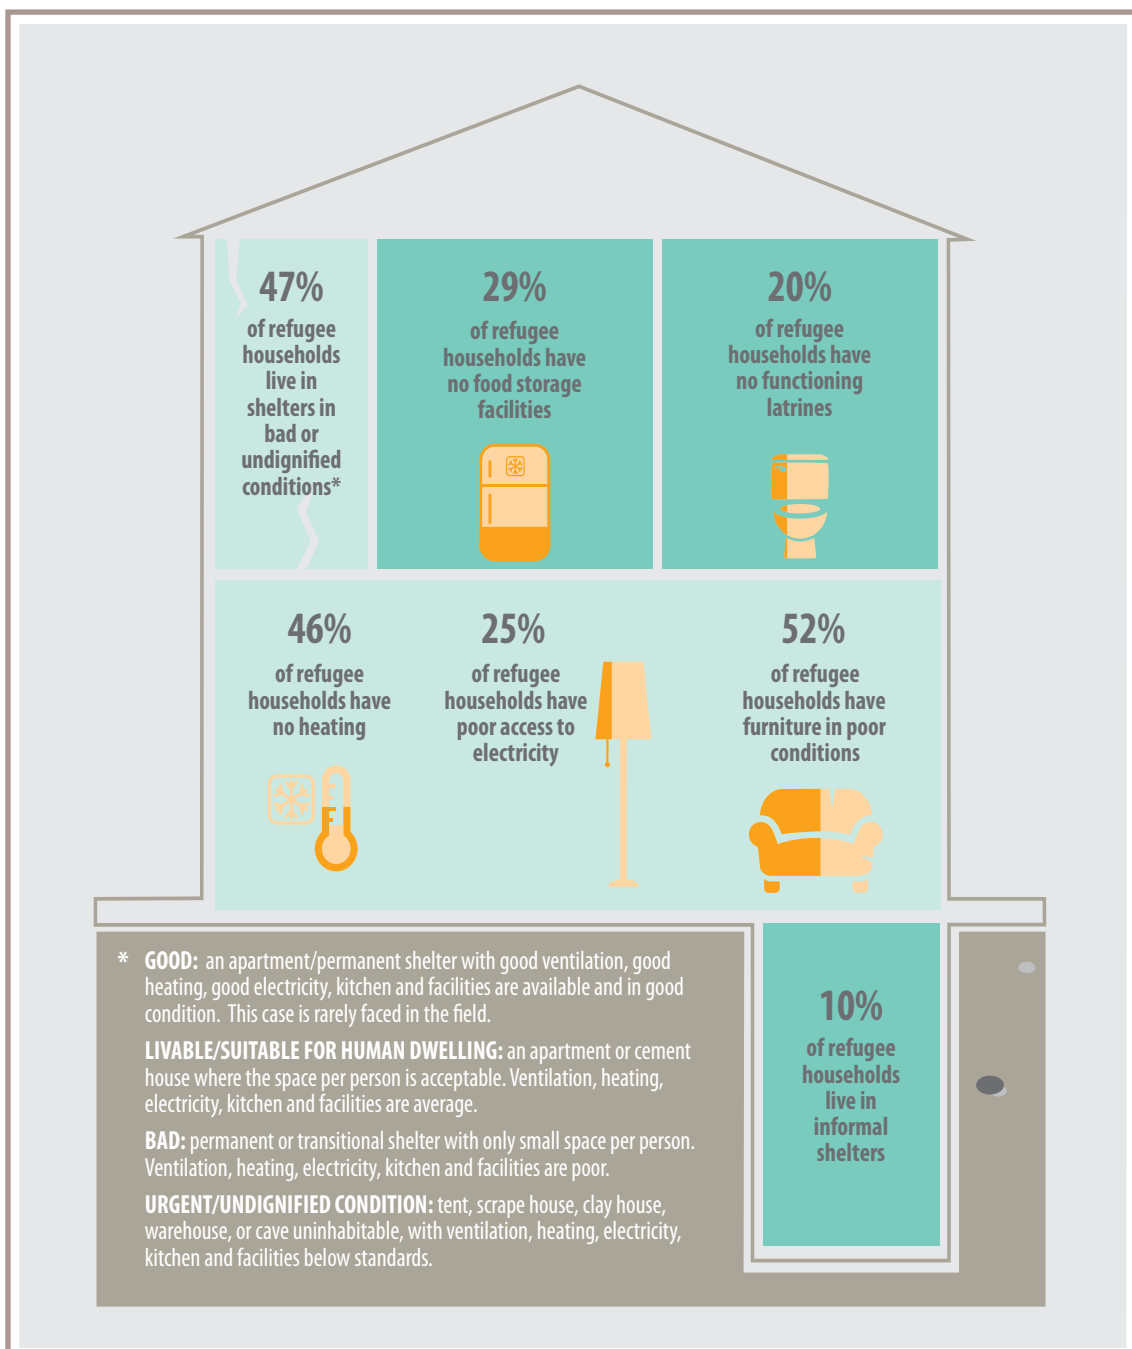 47%
of refugee
households
live in
shelters in
bad or
undignified
conditions*
29%
of refugee
households have
no food storage
facilities
20%
of refugee
households have
no functioning
latrines
46%
of refugee
households have
no heating
25%
of refugee
households have
poor access to
electricity
52%
of refugee
households have
furniture in poor
conditions
* GOOD: an apartment/permanent shelter with good ventilation, good
heating, good electricity, kitchen and facilities are available and in good
condition. This case is rarely faced in the field.
LIVABLE/SUITABLE FOR HUMAN DWELLING: an apartment or cement
house where the space per person is acceptable. Ventilation, heating,
electricity, kitchen and facilities are average.
BAD: permanent or transitional shelter with only small space per person.
Ventilation, heating, electricity, kitchen and facilities are poor.
URGENT/UNDIGNIFIED CONDITION: tent, scrape house, clay house,
warehouse, or cave uninhabitable, with ventilation, heating, electricity,
kitchen and facilities below standards.
10%
of refugee
households
live in
informal
shelters